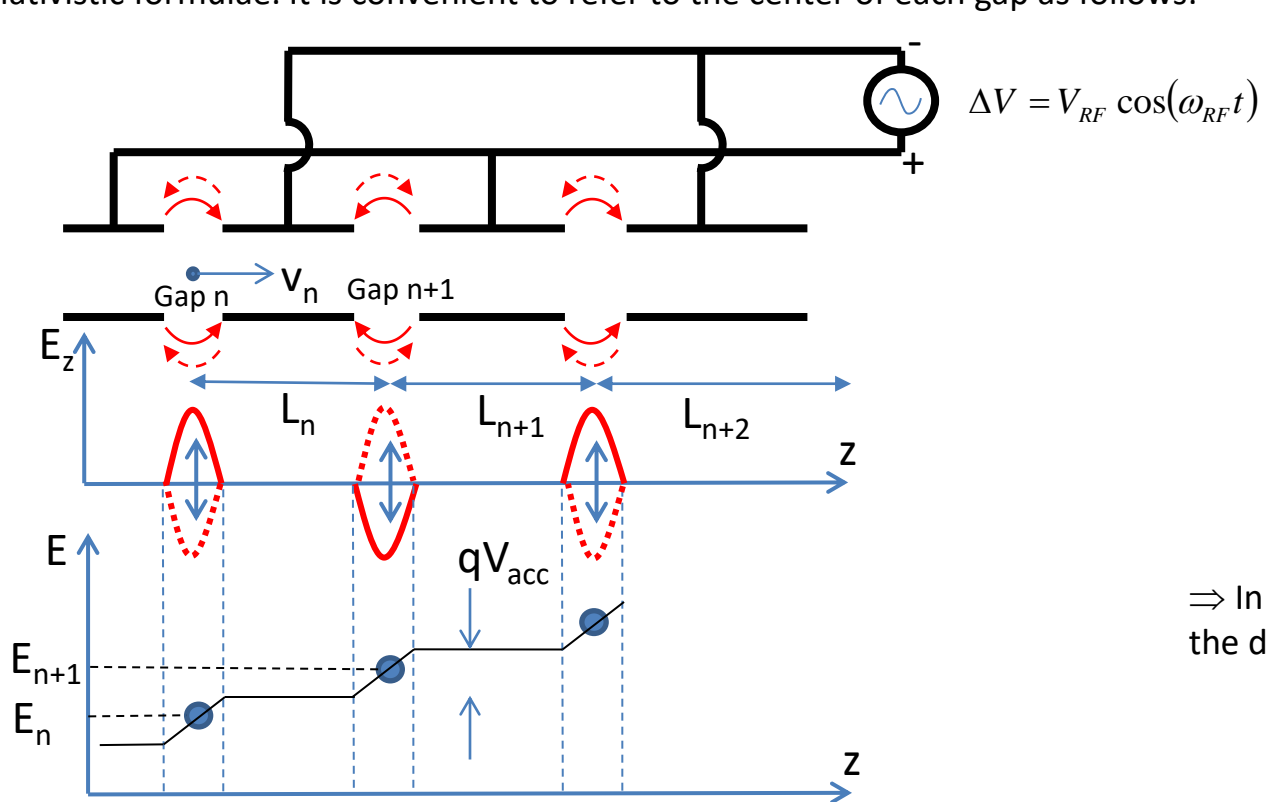 lativistic formulae. It is convenient to refer to the center of each gap as follows:
-
ΔV = V_RF cos(ω_RF t)
+
v_n
Gap n
Gap n+1
E_z
L_n
L_n+1
L_n+2
z
E
qV_acc
⇒ In
the d
E_n+1
E_n
z